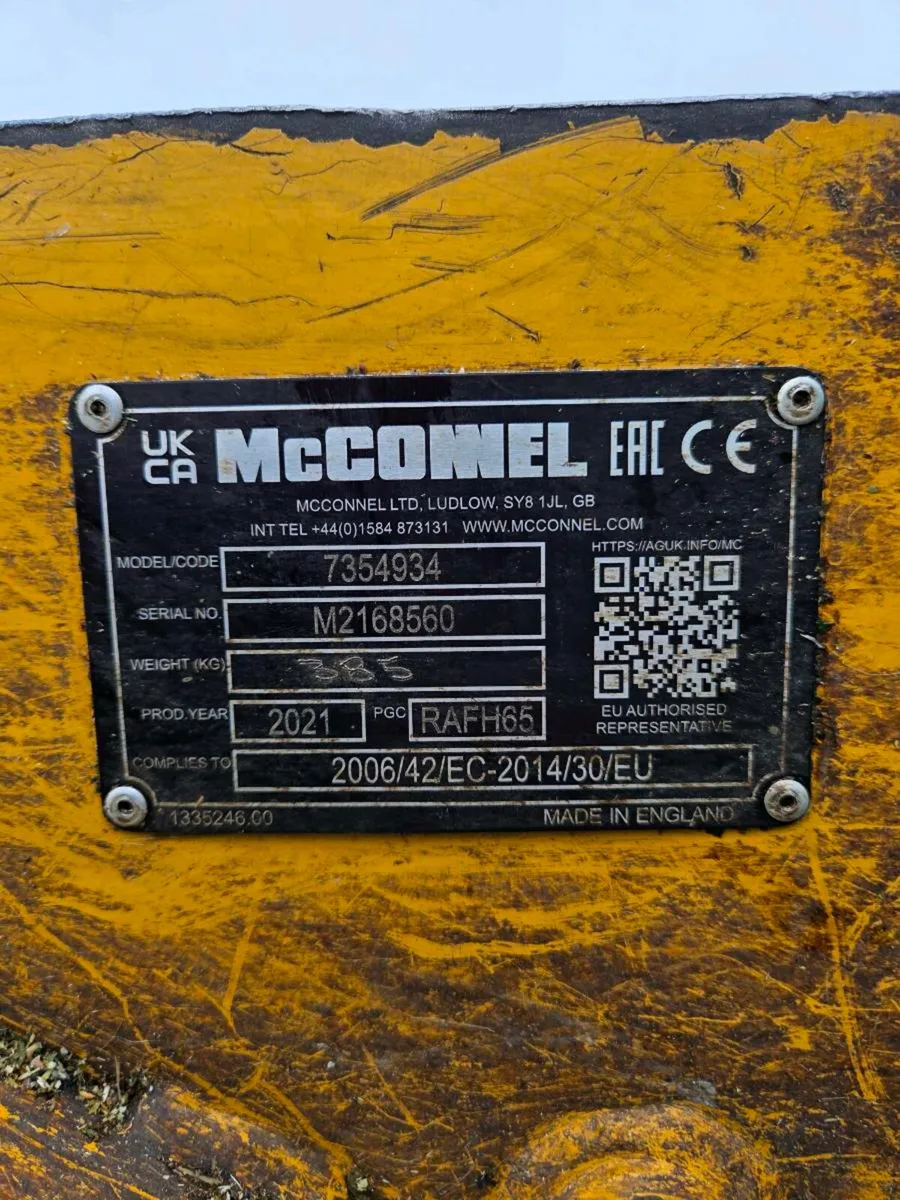 UK
CA McCONNEL EAC CE
MCCONNEL LTD, LUDLOW, SY8 1JL, GB
INT TEL +44(0)1584 873131 WWW.MCCONNEL.COM
HTTPS://AGUK.INFO/MC
MODEL/CODE 7354934
SERIAL NO. M2168560
WEIGHT (KG) 385
PROD.YEAR 2021 PGC RAFH65
EU AUTHORISED
REPRESENTATIVE
COMPLIES TO 2006/42/EC-2014/30/EU
1335246.00 MADE IN ENGLAND